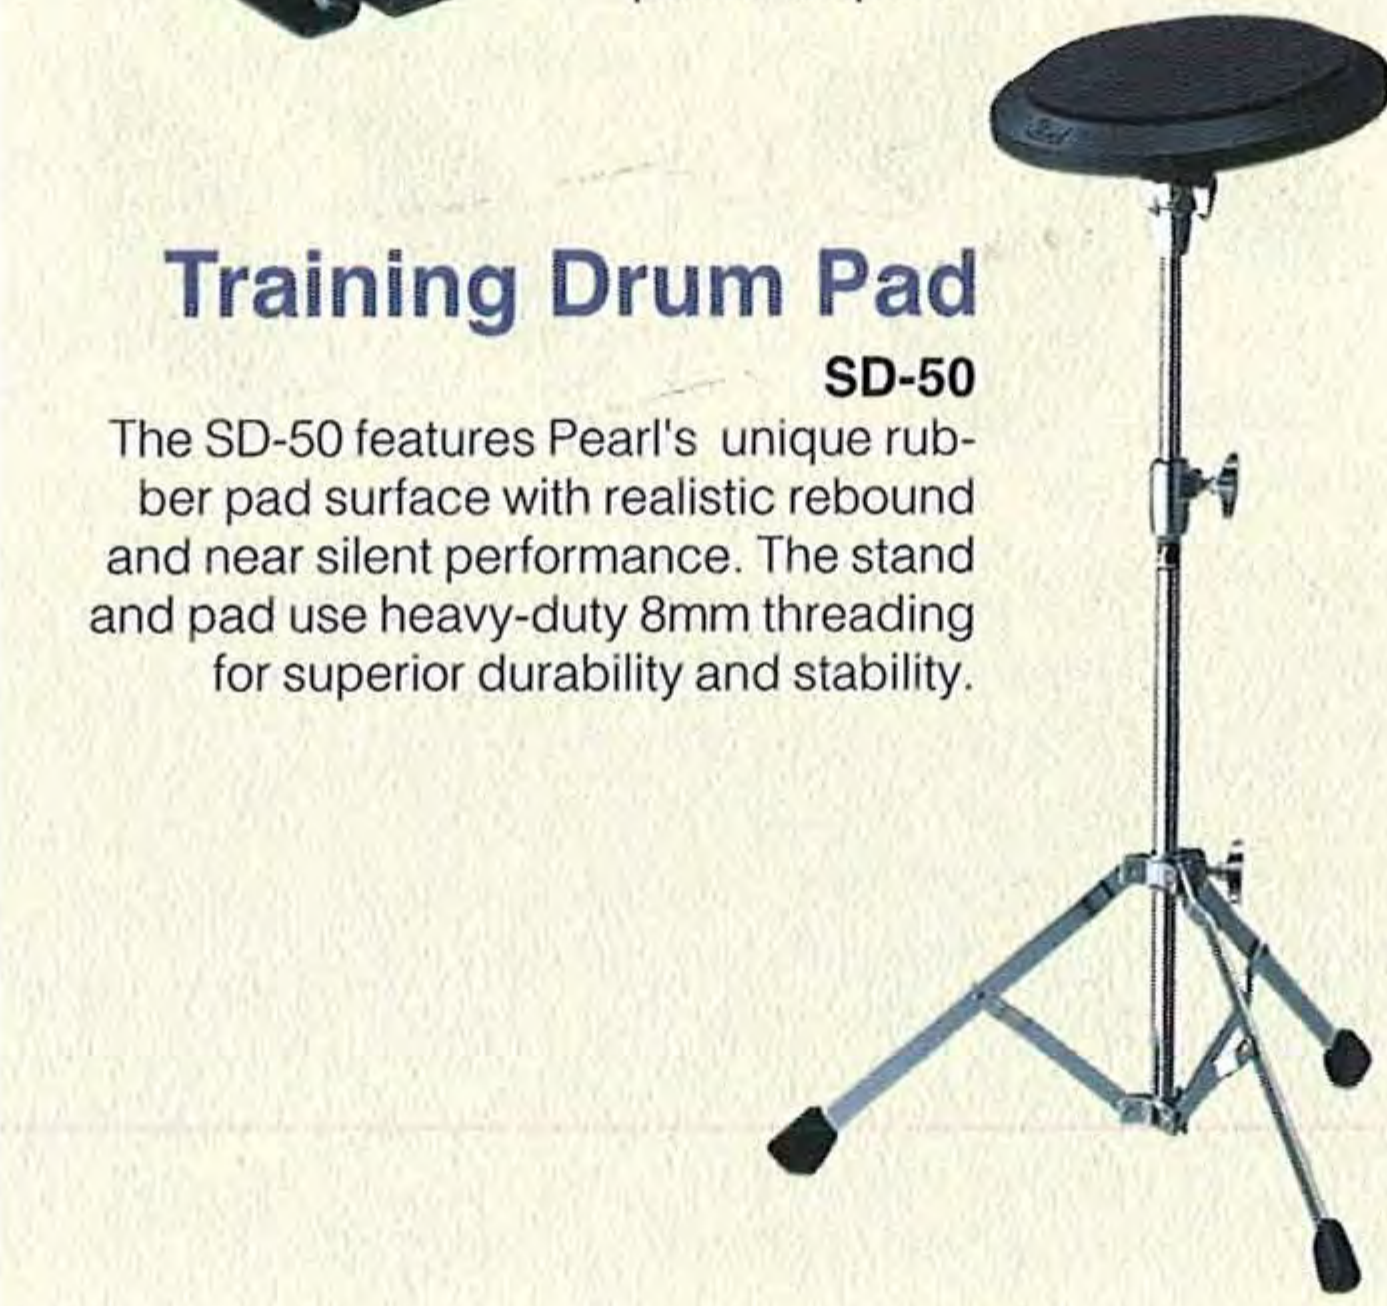 Training Drum Pad
SD-50
The SD-50 features Pearl's unique rub-
ber pad surface with realistic rebound
and near silent performance. The stand
and pad use heavy-duty 8mm threading
for superior durability and stability.
Pearl